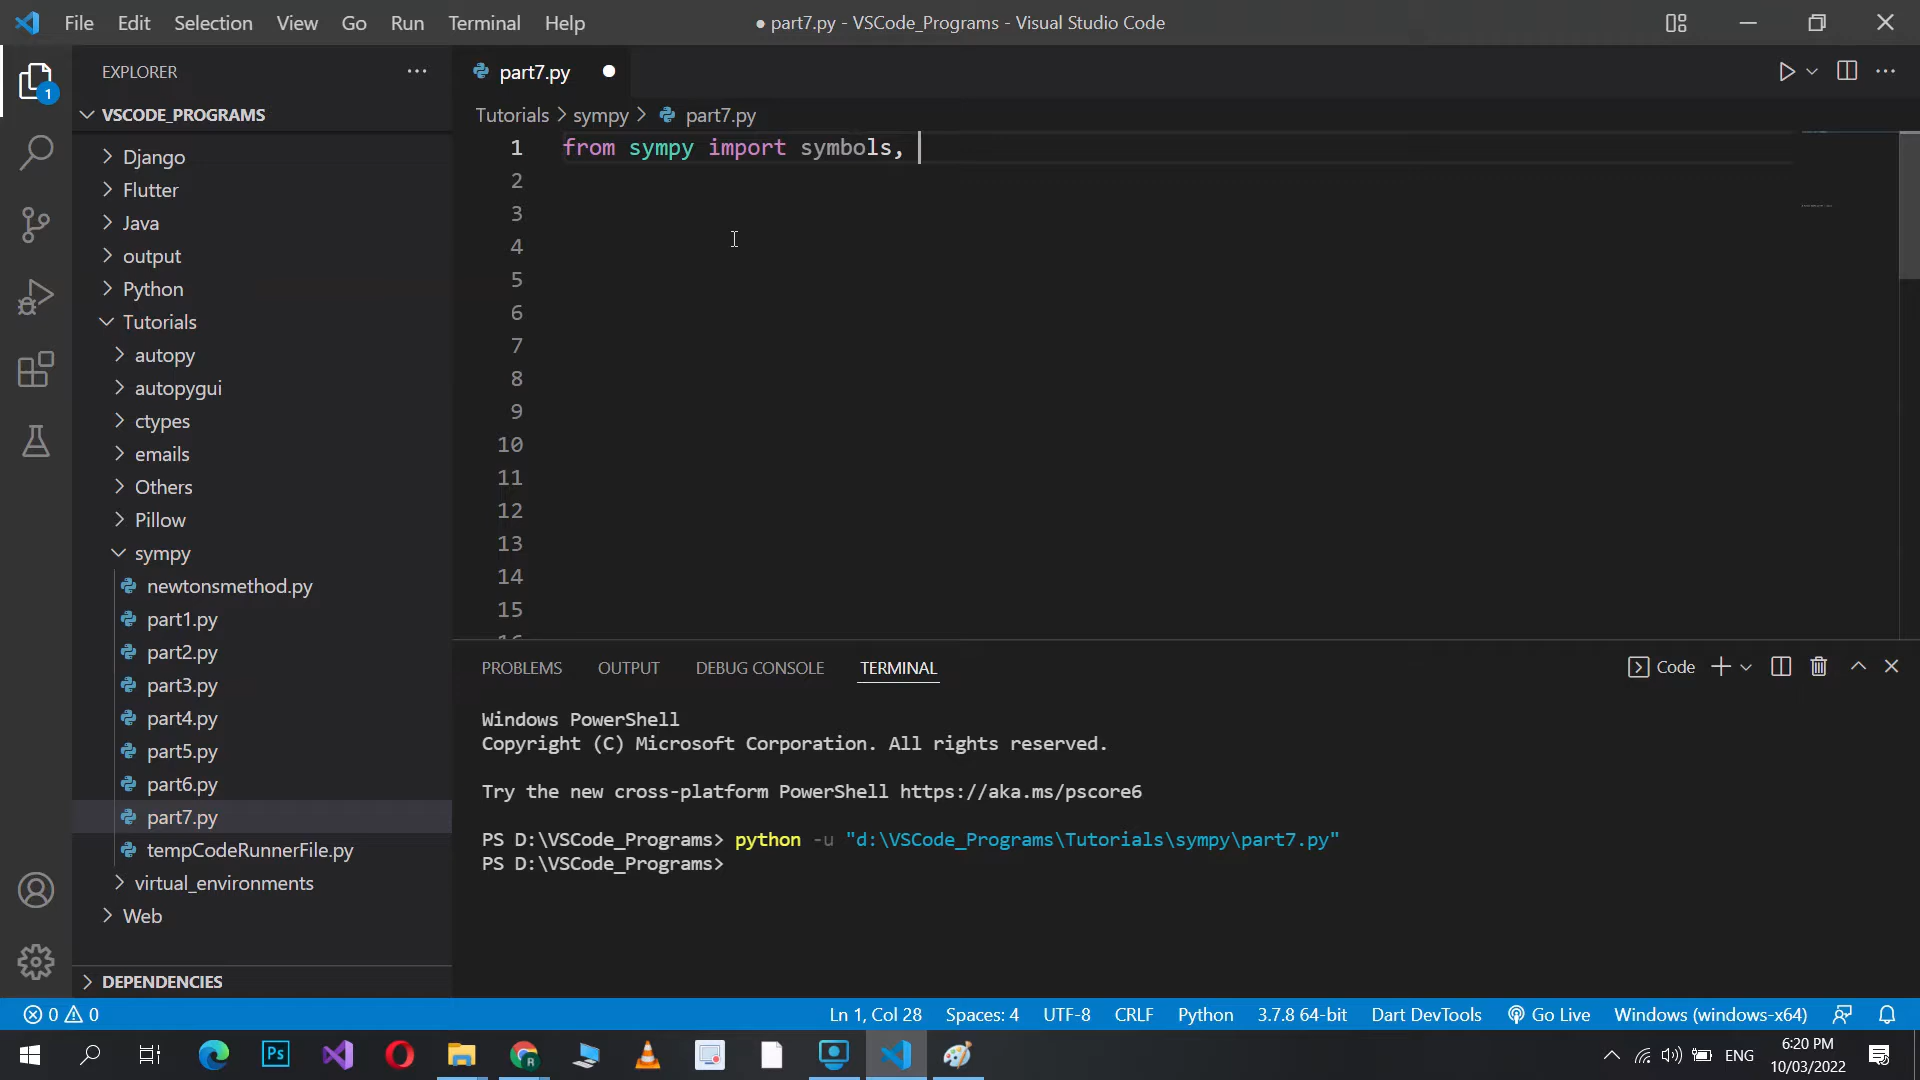 File Edit Selection View Go Run Terminal Help
● part7.py - VSCode_Programs - Visual Studio Code
EXPLORER
part7.py
1
VSCODE_PROGRAMS
Tutorials > sympy > part7.py
Django
Flutter
Java
output
Python
Tutorials
autopy
autopygui
ctypes
emails
Others
Pillow
sympy
newtonsmethod.py
part1.py
part2.py
part3.py
part4.py
part5.py
part6.py
part7.py
tempCodeRunnerFile.py
virtual_environments
Web
DEPENDENCIES
1 from sympy import symbols,
2
3
4
5
6
7
8
9
10
11
12
13
14
15
PROBLEMS OUTPUT DEBUG CONSOLE TERMINAL
Code
Windows PowerShell
Copyright (C) Microsoft Corporation. All rights reserved.
Try the new cross-platform PowerShell https://aka.ms/pscore6
PS D:\VSCode_Programs> python -u "d:\VSCode_Programs\Tutorials\sympy\part7.py"
PS D:\VSCode_Programs>
0 0
Ln 1, Col 28 Spaces: 4 UTF-8 CRLF Python 3.7.8 64-bit Dart DevTools Go Live Windows (windows-x64)
Ps
R
ENG
6:20 PM
10/03/2022